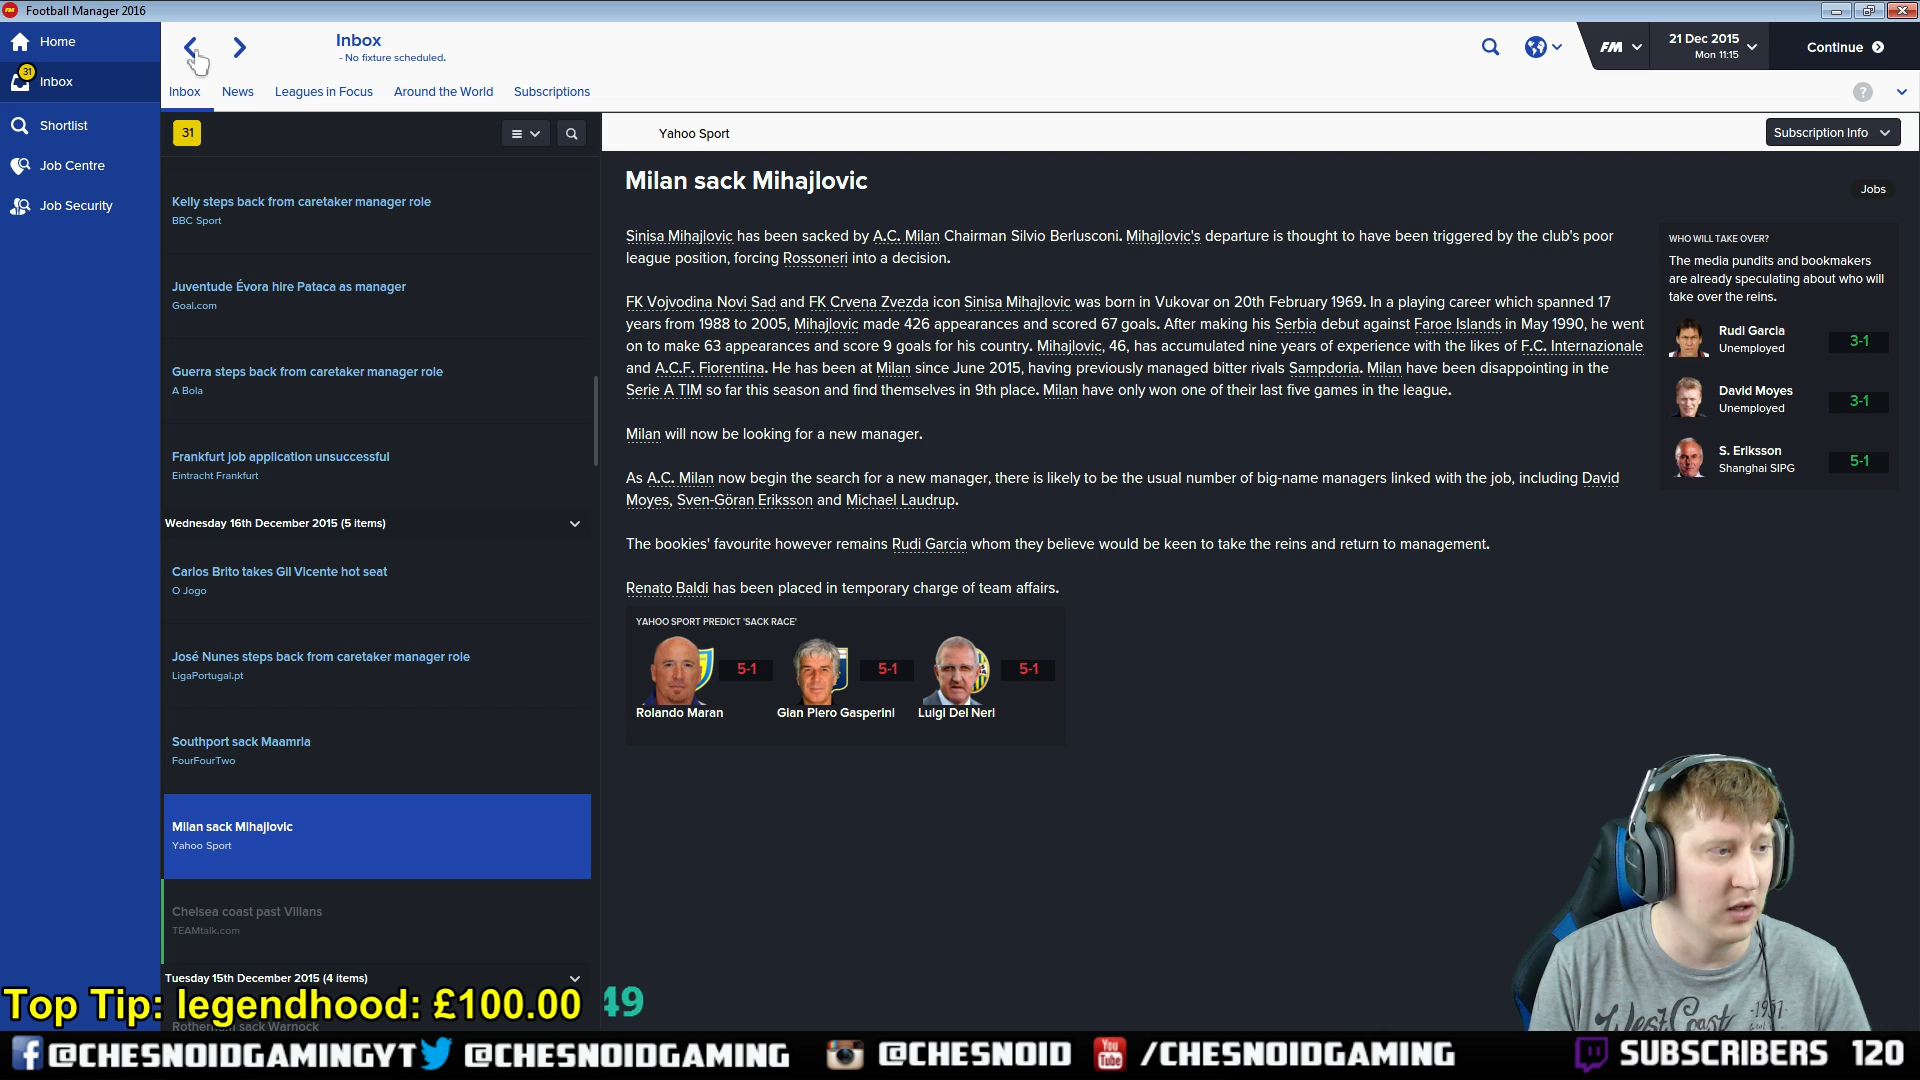 Football Manager 2016
Home
31
Inbox
Shortlist
Job Centre
Job Security
Inbox
- No fixture scheduled.
FM
21 Dec 2015
Mon 11:15
Continue
Inbox News Leagues in Focus Around the World Subscriptions
?
31
Kelly steps back from caretaker manager role
BBC Sport
Juventude Évora hire Pataca as manager
Goal.com
Guerra steps back from caretaker manager role
A Bola
Frankfurt job application unsuccessful
Eintracht Frankfurt
Wednesday 16th December 2015 (5 items)
Carlos Brito takes Gil Vicente hot seat
O Jogo
José Nunes steps back from caretaker manager role
LigaPortugal.pt
Southport sack Maamria
FourFourTwo
Milan sack Mihajlovic
Yahoo Sport
Chelsea coast past Villans
TEAMtalk.com
Tuesday 15th December 2015 (4 items)
sack Warnock
Yahoo Sport
Subscription Info
Milan sack Mihajlovic
Jobs
Sinisa Mihajlovic has been sacked by A.C. Milan Chairman Silvio Berlusconi. Mihajlovic's departure is thought to have been triggered by the club's poor
league position, forcing Rossoneri into a decision.
FK Vojvodina Novi Sad and FK Crvena Zvezda icon Sinisa Mihajlovic was born in Vukovar on 20th February 1969. In a playing career which spanned 17
years from 1988 to 2005, Mihajlovic made 426 appearances and scored 67 goals. After making his Serbia debut against Faroe Islands in May 1990, he went
on to make 63 appearances and score 9 goals for his country. Mihajlovic, 46, has accumulated nine years of experience with the likes of F.C. Internazionale
and A.C.F. Fiorentina. He has been at Milan since June 2015, having previously managed bitter rivals Sampdoria. Milan have been disappointing in the
Serie A TIM so far this season and find themselves in 9th place. Milan have only won one of their last five games in the league.
Milan will now be looking for a new manager.
As A.C. Milan now begin the search for a new manager, there is likely to be the usual number of big-name managers linked with the job, including David
Moyes, Sven-Göran Eriksson and Michael Laudrup.
The bookies' favourite however remains Rudi Garcia whom they believe would be keen to take the reins and return to management.
Renato Baldi has been placed in temporary charge of team affairs.
YAHOO SPORT PREDICT 'SACK RACE'
5-1 5-1 5-1
Rolando Maran Gian Piero Gasperini Luigi Del Neri
WHO WILL TAKE OVER?
The media pundits and bookmakers
are already speculating about who will
take over the reins.
Rudi Garcia
Unemployed
3-1
David Moyes
Unemployed
3-1
S. Eriksson
Shanghai SIPG
5-1
West Coast
Top Tip: legendhood: £100.00 49
@CHESNOIDGAMINGYT @CHESNOIDGAMING @CHESNOID You Tube /CHESNOIDGAMING SUBSCRIBERS 120